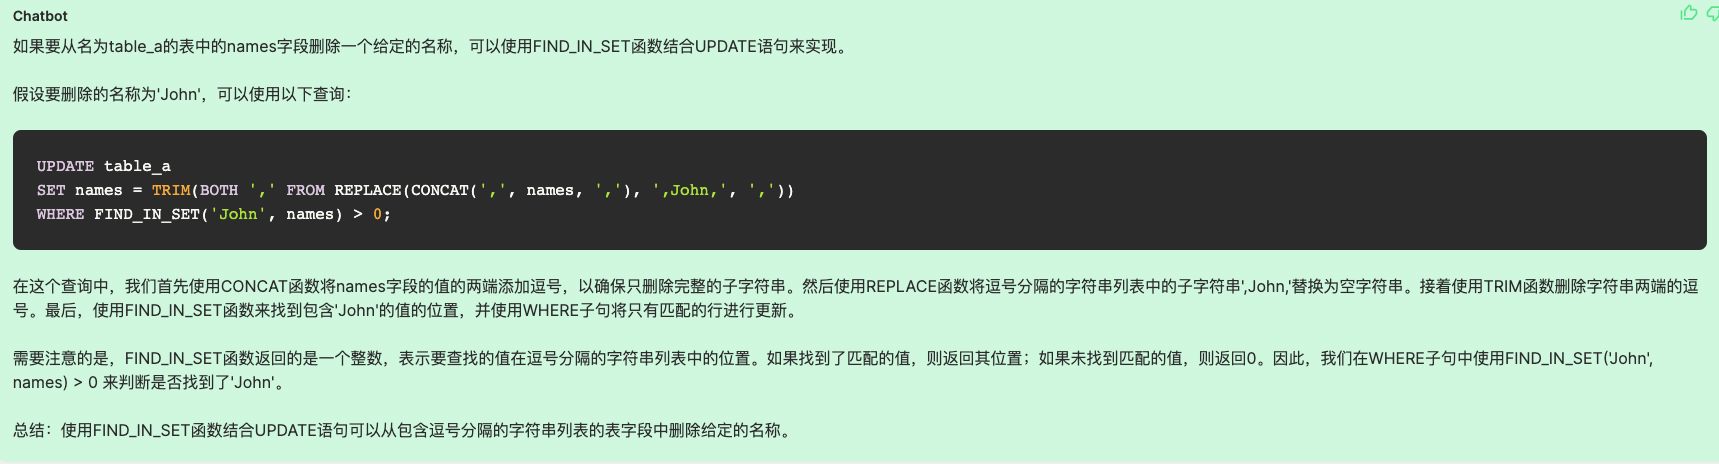 Chatbot
如果要从名为table_a的表中的names字段删除一个给定的名称，可以使用FIND_IN_SET函数结合UPDATE语句来实现。
假设要删除的名称为'John'，可以使用以下查询：
UPDATE table_a
SET names = TRIM(BOTH ',' FROM REPLACE(CONCAT(',', names, ','), ',John,', ','))
WHERE FIND_IN_SET('John', names) > 0;
在这个查询中，我们首先使用CONCAT函数将names字段的值的两端添加逗号，以确保只删除完整的子字符串。然后使用REPLACE函数将逗号分隔的字符串列表中的子字符串',John,'替换为空字符串。接着使用TRIM函数删除字符串两端的逗
号。最后，使用FIND_IN_SET函数来找到包含'John'的值的位置，并使用WHERE子句将只有匹配的行进行更新。
需要注意的是，FIND_IN_SET函数返回的是一个整数，表示要查找的值在逗号分隔的字符串列表中的位置。如果找到了匹配的值，则返回其位置；如果未找到匹配的值，则返回0。因此，我们在WHERE子句中使用FIND_IN_SET('John',
names) > 0 来判断是否找到了'John'。
总结：使用FIND_IN_SET函数结合UPDATE语句可以从包含逗号分隔的字符串列表的表字段中删除给定的名称。